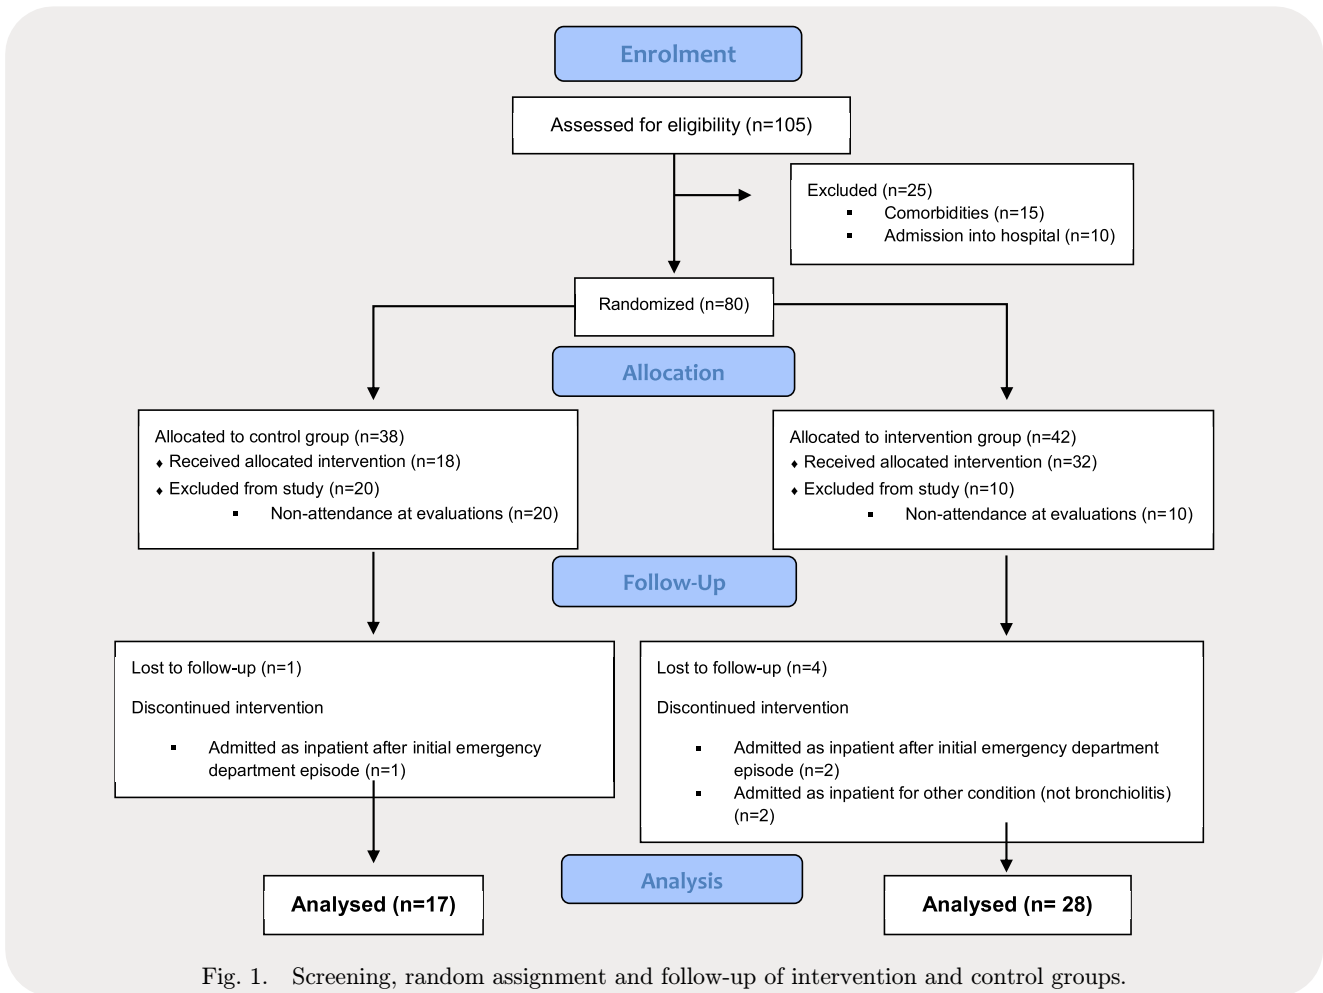 Enrolment
Assessed for eligibility (n=105)
Excluded (n=25)
▪ Comorbidities (n=15)
▪ Admission into hospital (n=10)
Randomized (n=80)
Allocation
Allocated to control group (n=38)
♦ Received allocated intervention (n=18)
♦ Excluded from study (n=20)
▪ Non-attendance at evaluations (n=20)
Allocated to intervention group (n=42)
♦ Received allocated intervention (n=32)
♦ Excluded from study (n=10)
▪ Non-attendance at evaluations (n=10)
Follow-Up
Lost to follow-up (n=1)
Discontinued intervention
▪ Admitted as inpatient after initial emergency
department episode (n=1)
Lost to follow-up (n=4)
Discontinued intervention
▪ Admitted as inpatient after initial emergency department
episode (n=2)
▪ Admitted as inpatient for other condition (not bronchiolitis)
(n=2)
Analysis
Analysed (n=17)
Analysed (n= 28)
Fig. 1. Screening, random assignment and follow-up of intervention and control groups.